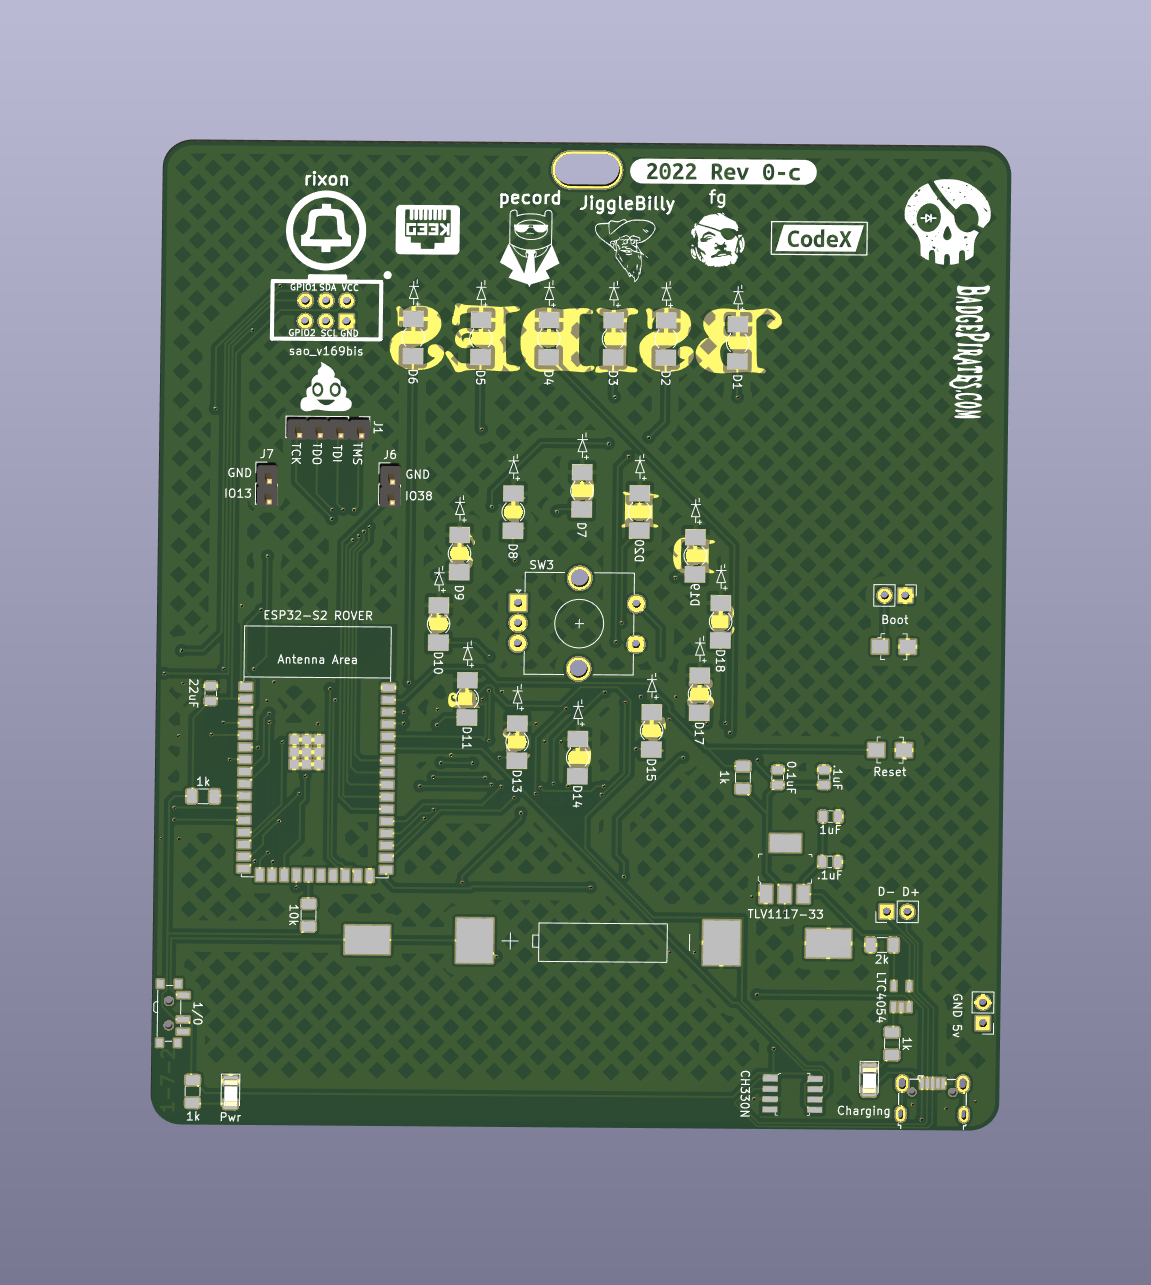 2022 Rev 0-c
rixon
pecord
JiggleBilly
fg
CodeX
BADGEPIRATES.COM
GPIO1 SDA VCC
GPIO2 SCL GND
sao_v169bis
BSIDES
D6
D5
D4
D3
D2
D1
J1
TCK
TDO
TDI
TMS
J7
GND
IO13
J6
GND
IO38
D7
D8
D20
D9
D19
SW3
D10
D18
ESP32-S2 ROVER
Antenna Area
Boot
22uF
D11
D17
D13
D14
D15
Reset
1k
1k
0.1uF
.1uF
1uF
.1uF
TLV1117-33
D- D+
10k
+
−
2k
LTC4054
GND 5v
1/0
1k
CH330N
Charging
1k
Pwr